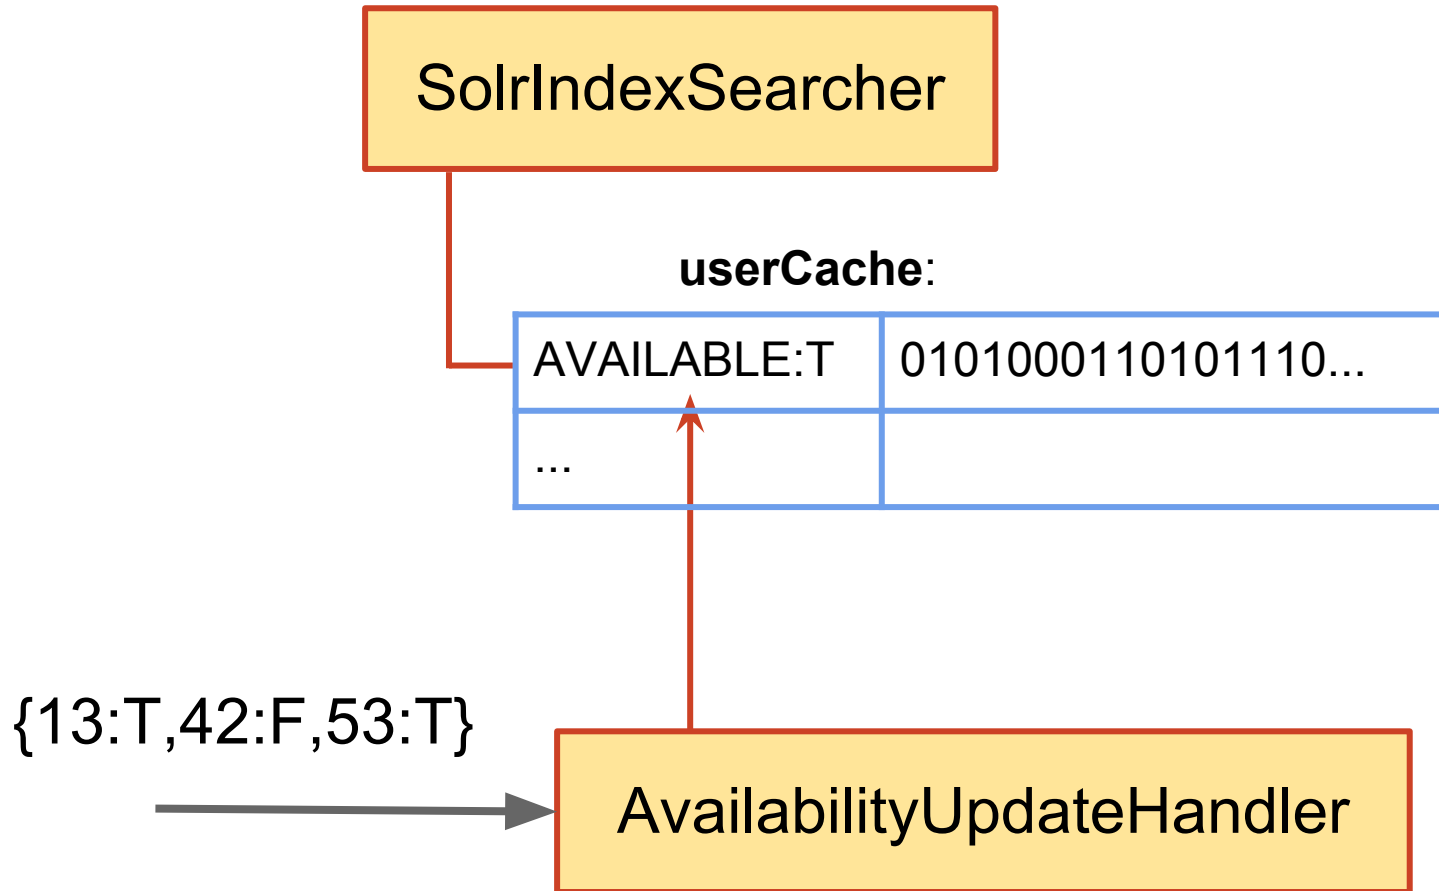 SolrIndexSearcher
userCache:
AVAILABLE:T 0101000110101110...
...
{13:T,42:F,53:T}
AvailabilityUpdateHandler